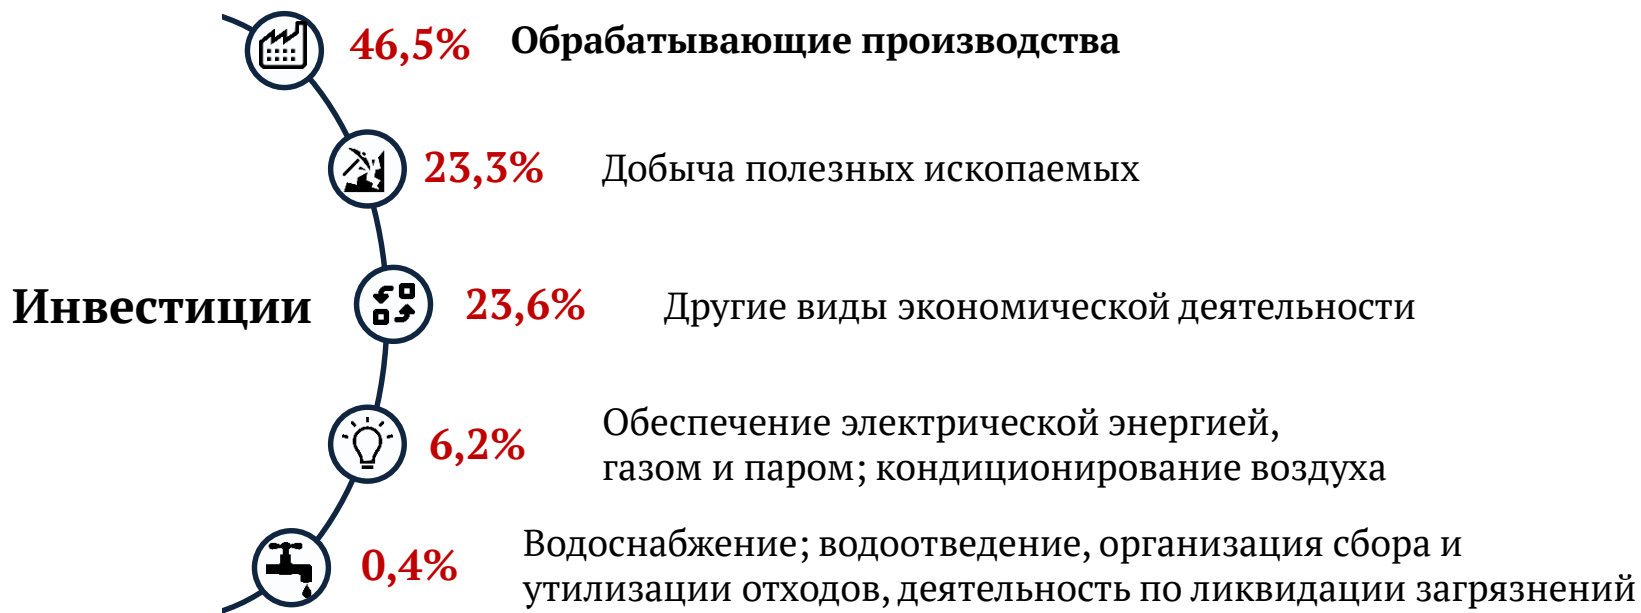 46,5% Обрабатывающие производства
23,3% Добыча полезных ископаемых
Инвестиции
23,6% Другие виды экономической деятельности
6,2%
Обеспечение электрической энергией,
газом и паром; кондиционирование воздуха
0,4%
Водоснабжение; водоотведение, организация сбора и
утилизации отходов, деятельность по ликвидации загрязнений